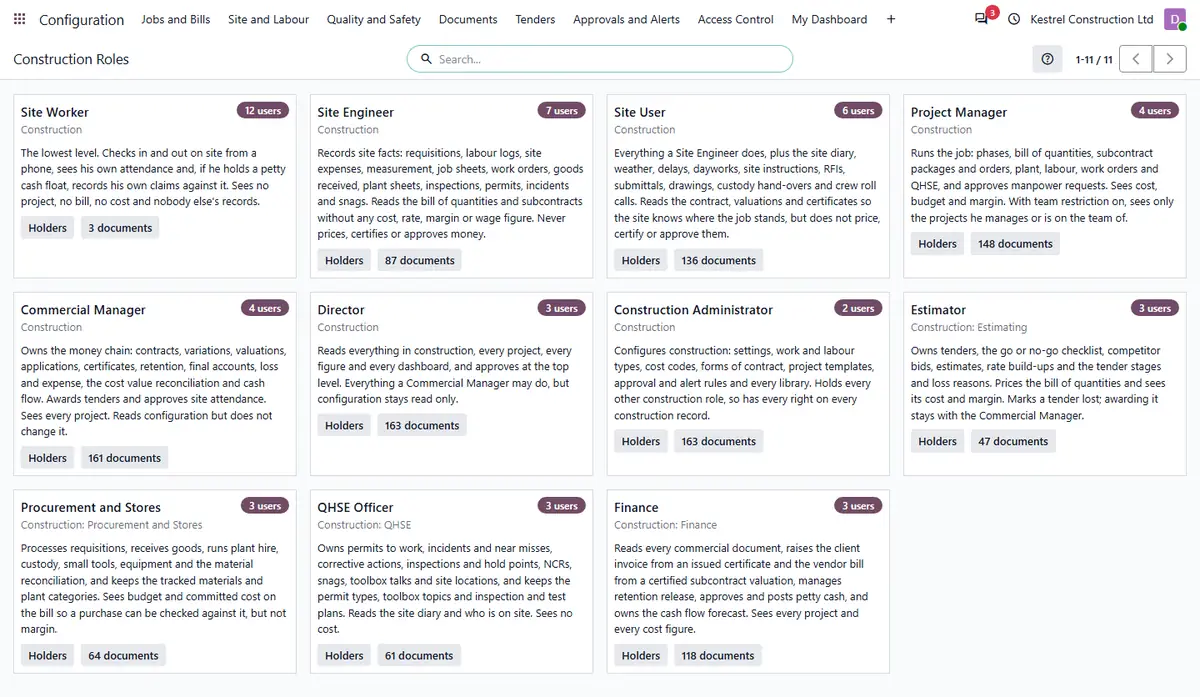 Configuration
Jobs and Bills
Site and Labour
Quality and Safety
Documents
Tenders
Approvals and Alerts
Access Control
My Dashboard
+
3
Kestrel Construction Ltd
D
Construction Roles
Search...
1-11 / 11
Site Worker
12 users
Construction
The lowest level. Checks in and out on site from a
phone, sees his own attendance and, if he holds a petty
cash float, records his own claims against it. Sees no
project, no bill, no cost and nobody else's records.
Holders
3 documents
Site Engineer
7 users
Construction
Records site facts: requisitions, labour logs, site
expenses, measurement, job sheets, work orders, goods
received, plant sheets, inspections, permits, incidents
and snags. Reads the bill of quantities and subcontracts
without any cost, rate, margin or wage figure. Never
prices, certifies or approves money.
Holders
87 documents
Site User
6 users
Construction
Everything a Site Engineer does, plus the site diary,
weather, delays, dayworks, site instructions, RFIs,
submittals, drawings, custody hand-overs and crew roll
calls. Reads the contract, valuations and certificates so
the site knows where the job stands, but does not price,
certify or approve them.
Holders
136 documents
Project Manager
4 users
Construction
Runs the job: phases, bill of quantities, subcontract
packages and orders, plant, labour, work orders and
QHSE, and approves manpower requests. Sees cost,
budget and margin. With team restriction on, sees only
the projects he manages or is on the team of.
Holders
148 documents
Commercial Manager
4 users
Construction
Owns the money chain: contracts, variations, valuations,
applications, certificates, retention, final accounts, loss
and expense, the cost value reconciliation and cash
flow. Awards tenders and approves site attendance.
Sees every project. Reads configuration but does not
change it.
Holders
161 documents
Director
3 users
Construction
Reads everything in construction, every project, every
figure and every dashboard, and approves at the top
level. Everything a Commercial Manager may do, but
configuration stays read only.
Holders
163 documents
Construction Administrator
2 users
Construction
Configures construction: settings, work and labour
types, cost codes, forms of contract, project templates,
approval and alert rules and every library. Holds every
other construction role, so has every right on every
construction record.
Holders
163 documents
Estimator
3 users
Construction: Estimating
Owns tenders, the go or no-go checklist, competitor
bids, estimates, rate build-ups and the tender stages
and loss reasons. Prices the bill of quantities and sees
its cost and margin. Marks a tender lost; awarding it
stays with the Commercial Manager.
Holders
47 documents
Procurement and Stores
3 users
Construction: Procurement and Stores
Processes requisitions, receives goods, runs plant hire,
custody, small tools, equipment and the material
reconciliation, and keeps the tracked materials and
plant categories. Sees budget and committed cost on
the bill so a purchase can be checked against it, but not
margin.
Holders
64 documents
QHSE Officer
3 users
Construction: QHSE
Owns permits to work, incidents and near misses,
corrective actions, inspections and hold points, NCRs,
snags, toolbox talks and site locations, and keeps the
permit types, toolbox topics and inspection and test
plans. Reads the site diary and who is on site. Sees no
cost.
Holders
61 documents
Finance
3 users
Construction: Finance
Reads every commercial document, raises the client
invoice from an issued certificate and the vendor bill
from a certified subcontract valuation, manages
retention release, approves and posts petty cash, and
owns the cash flow forecast. Sees every project and
every cost figure.
Holders
118 documents